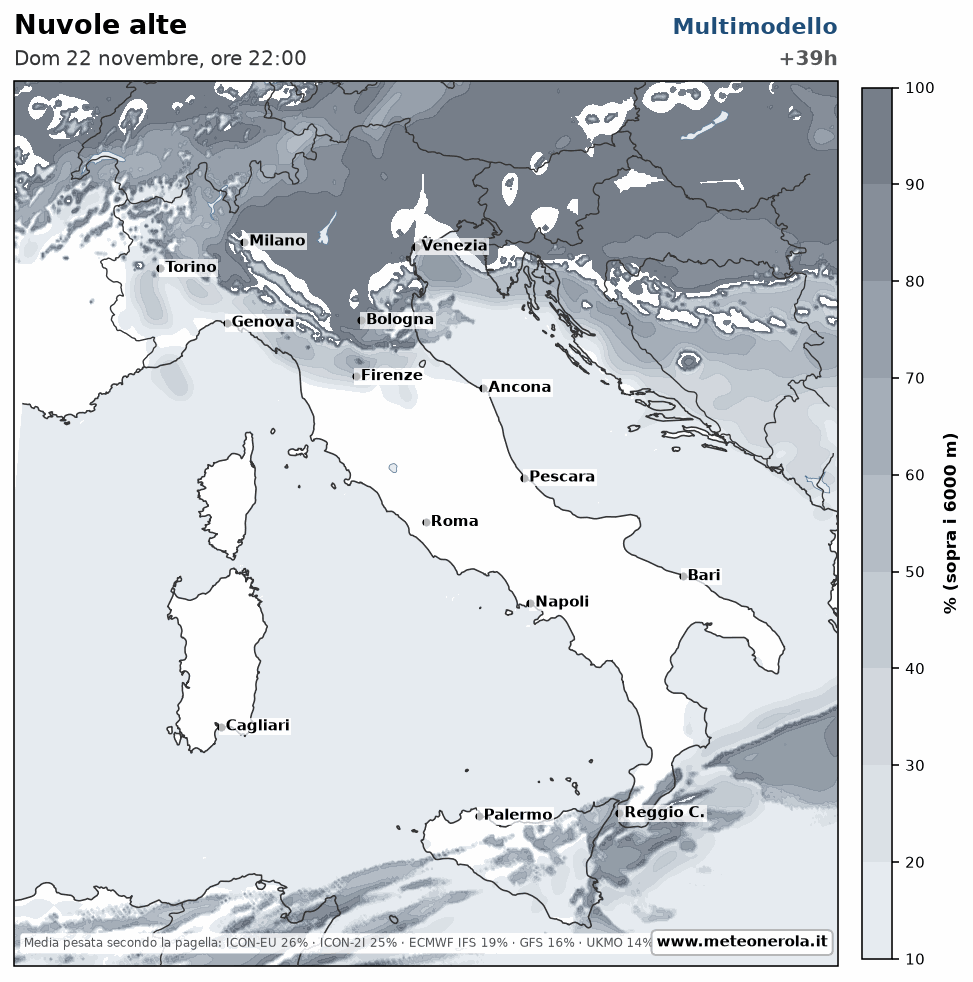 Nuvole alte
Multimodello
Dom 22 novembre, ore 22:00
+39h
100
90
80
70
60
50
40
30
20
10
% (sopra i 6000 m)
Milano
Venezia
Torino
Genova
Bologna
Firenze
Ancona
Pescara
Roma
Bari
Napoli
Cagliari
Palermo
Reggio C.
Media pesata secondo la pagella: ICON-EU 26% · ICON-2I 25% · ECMWF IFS 19% · GFS 16% · UKMO 14%
www.meteonerola.it